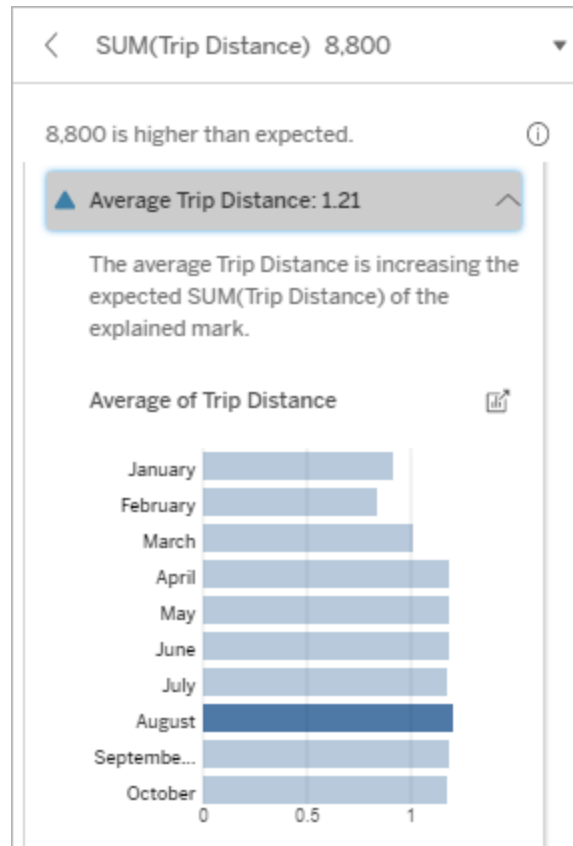 SUM(Trip Distance) 8,800
8,800 is higher than expected.
Average Trip Distance: 1.21
The average Trip Distance is increasing the
expected SUM(Trip Distance) of the
explained mark.
Average of Trip Distance
January
February
March
April
May
June
July
August
Septembe...
October
0 0.5 1